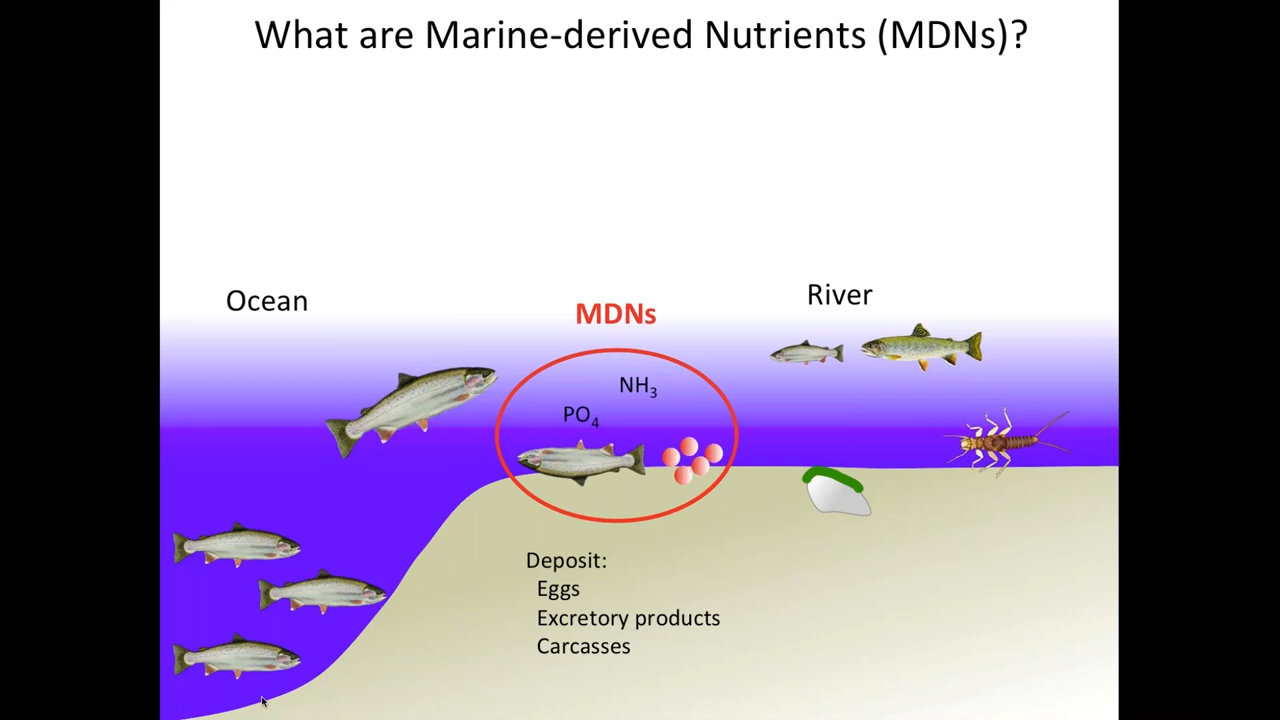 What are Marine-derived Nutrients (MDNs)?
Ocean
MDNs
River
NH₃
PO₄
Deposit:
Eggs
Excretory products
Carcasses